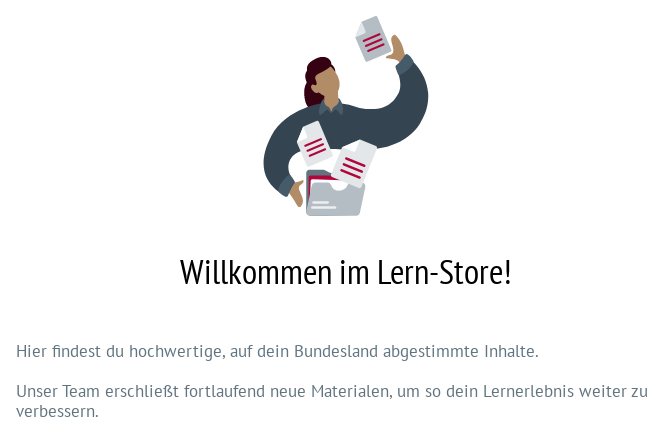 Willkommen im Lern-Store!
Hier findest du hochwertige, auf dein Bundesland abgestimmte Inhalte.
Unser Team erschließt fortlaufend neue Materialen, um so dein Lernerlebnis weiter zu
verbessern.